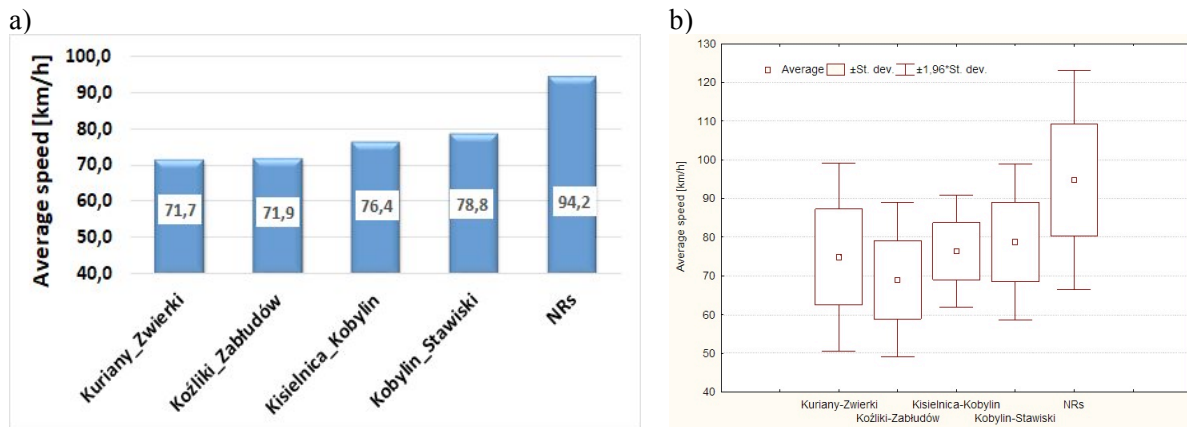 a)
Average speed [km/h]
100,0
90,0
80,0
70,0
60,0
50,0
40,0
71,7
71,9
76,4
78,8
94,2
Kuriany_Zwierki
Koźliki_Zabłudów
Kisielnica_Kobylin
Kobylin_Stawiski
NRs
b)
Average speed [km/h]
130
120
110
100
90
80
70
60
50
40
Average ±St. dev. ±1,96*St. dev.
Kuriany-Zwierki Kisielnica-Kobylin NRs
Koźliki-Zabłudów Kobylin-Stawiski